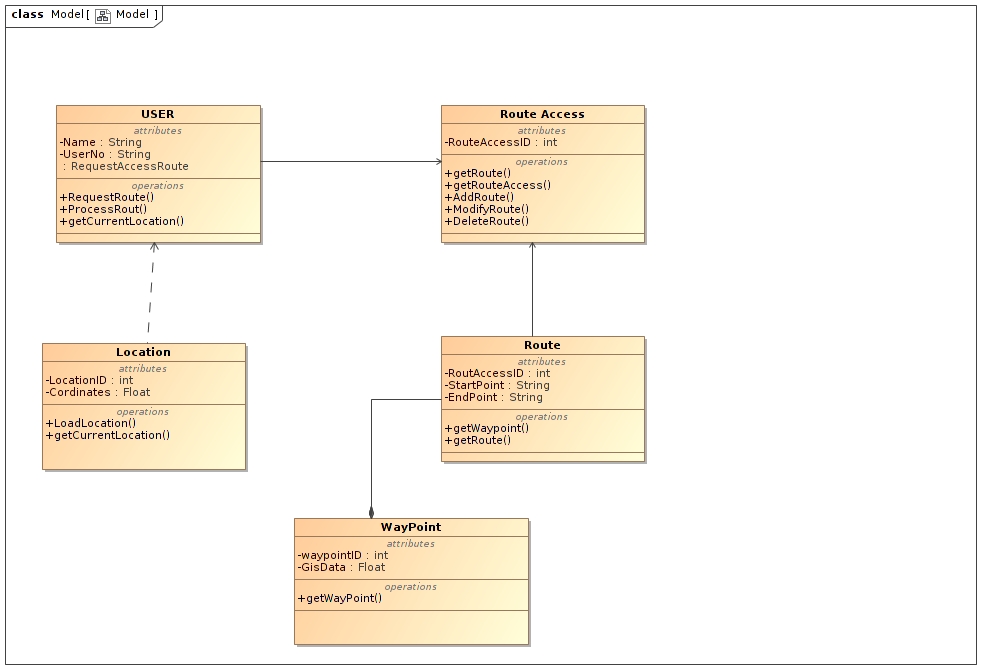 class Model[ Model ]
USER
attributes
-Name : String
-UserNo : String
: RequestAccessRoute
operations
+RequestRoute()
+ProcessRout()
+getCurrentLocation()
Route Access
attributes
-RouteAccessID : int
operations
+getRoute()
+getRouteAccess()
+AddRoute()
+ModifyRoute()
+DeleteRoute()
Location
attributes
-LocationID : int
-Cordinates : Float
operations
+LoadLocation()
+getCurrentLocation()
Route
attributes
-RoutAccessID : int
-StartPoint : String
-EndPoint : String
operations
+getWaypoint()
+getRoute()
WayPoint
attributes
-waypointID : int
-GisData : Float
operations
+getWayPoint()